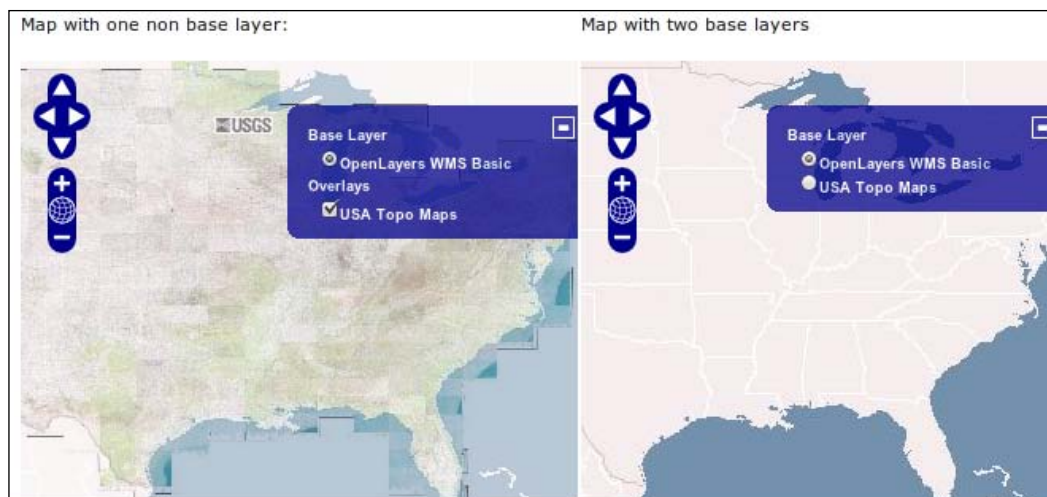 Map with one non base layer:
Map with two base layers
USGS
Base Layer
OpenLayers WMS Basic
Overlays
USA Topo Maps
Base Layer
OpenLayers WMS Basic
USA Topo Maps